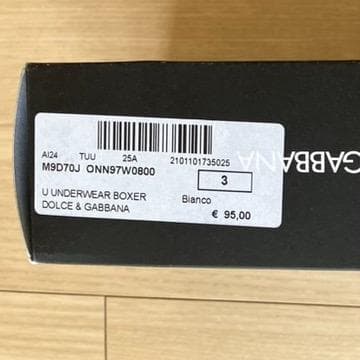 AI24 TUU 25A 2101101735025
M9D70J ONN97W0800
3
U UNDERWEAR BOXER Bianco
DOLCE & GABBANA
€ 95,00
GABBANA